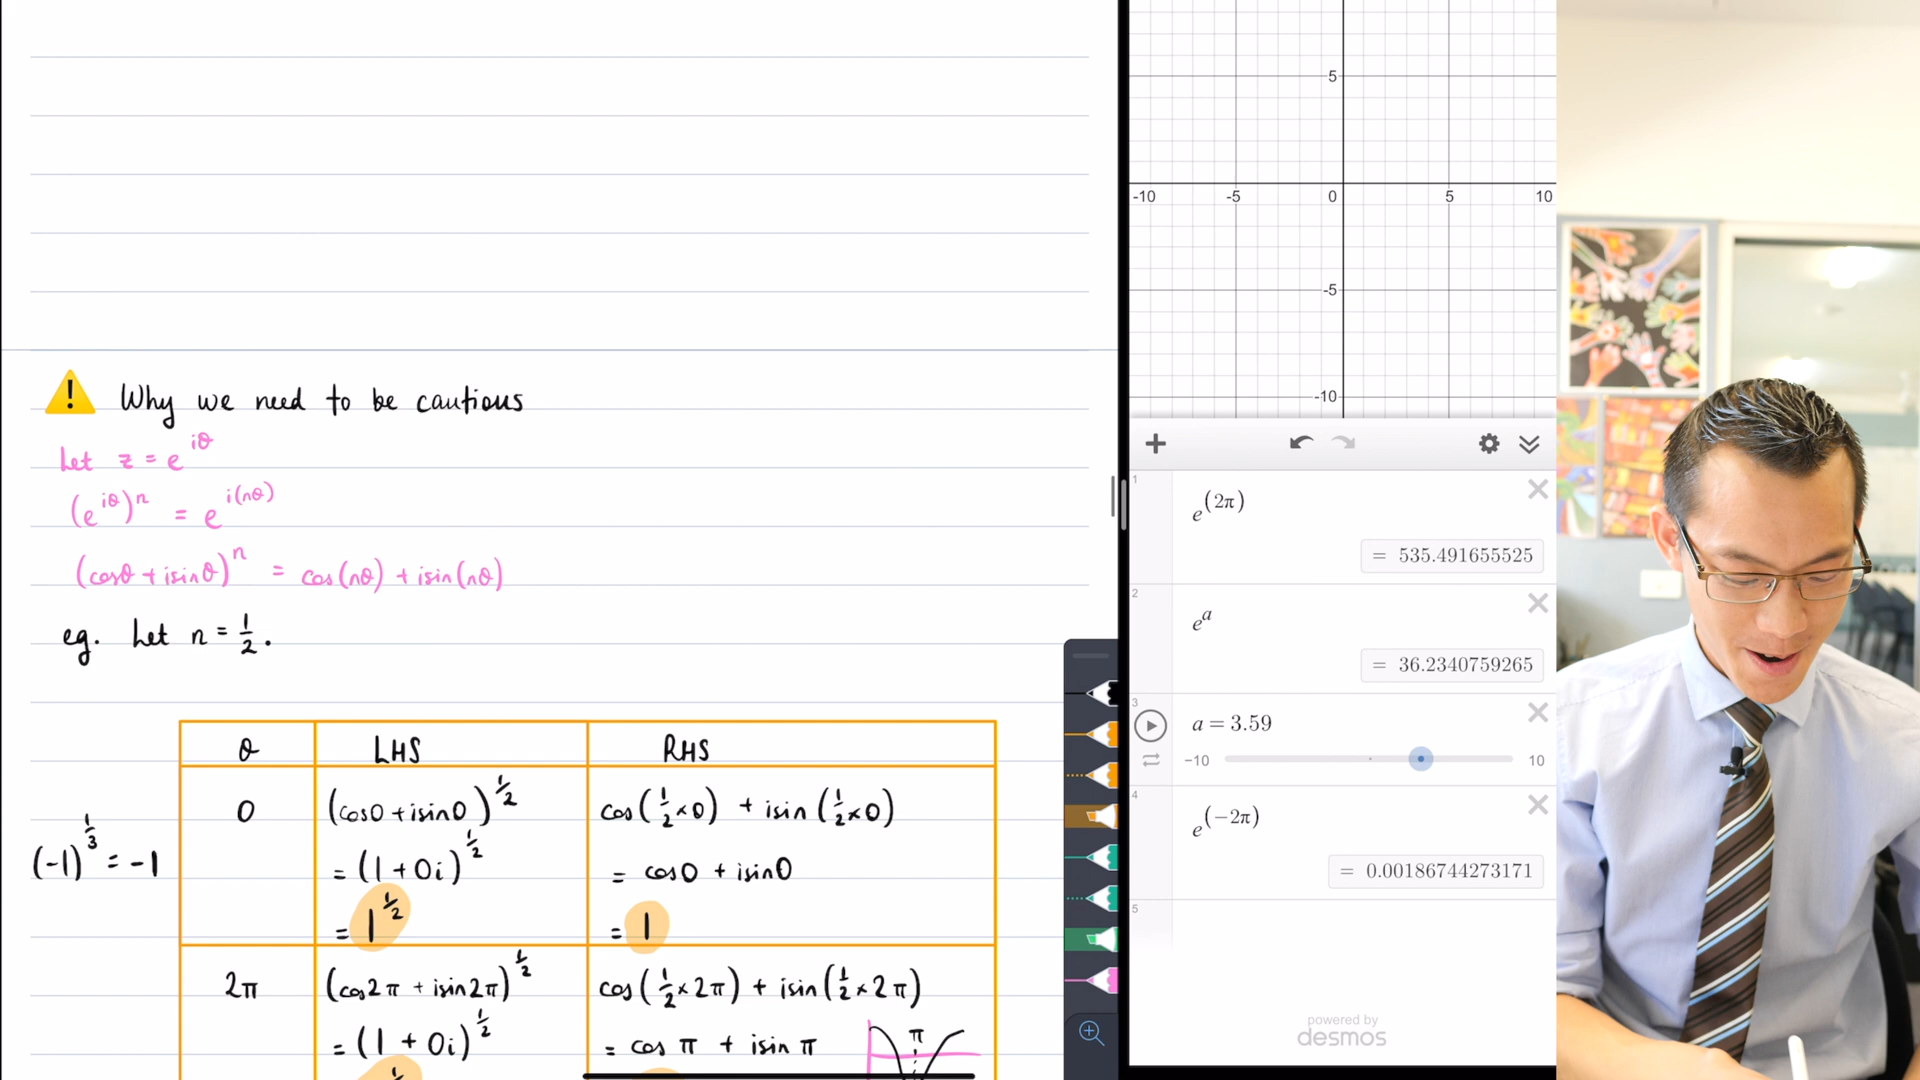 ! Why we need to be cautious
Let z = e^{iθ}
(e^{iθ})^n = e^{i(nθ)}
(cosθ + isinθ)^n = cos(nθ) + isin(nθ)
eg. Let n = 1/2.
θ LHS RHS
0 (cos0 + isin0)^{1/2} cos(1/2 × 0) + isin(1/2 × 0)
(-1)^{1/3} = -1
= (1 + 0i)^{1/2} = cos0 + isin0
= 1^{1/2} = 1
2π (cos2π + isin2π)^{1/2} cos(1/2 × 2π) + isin(1/2 × 2π)
= (1 + 0i)^{1/2} = cos π + isin π
π
5
-10 -5 0 5 10
-5
-10
+
1
e^{(2π)}
= 535.491655525
2
e^a
= 36.2340759265
3
a = 3.59
-10 10
4
e^{(-2π)}
= 0.00186744273171
5
powered by
desmos